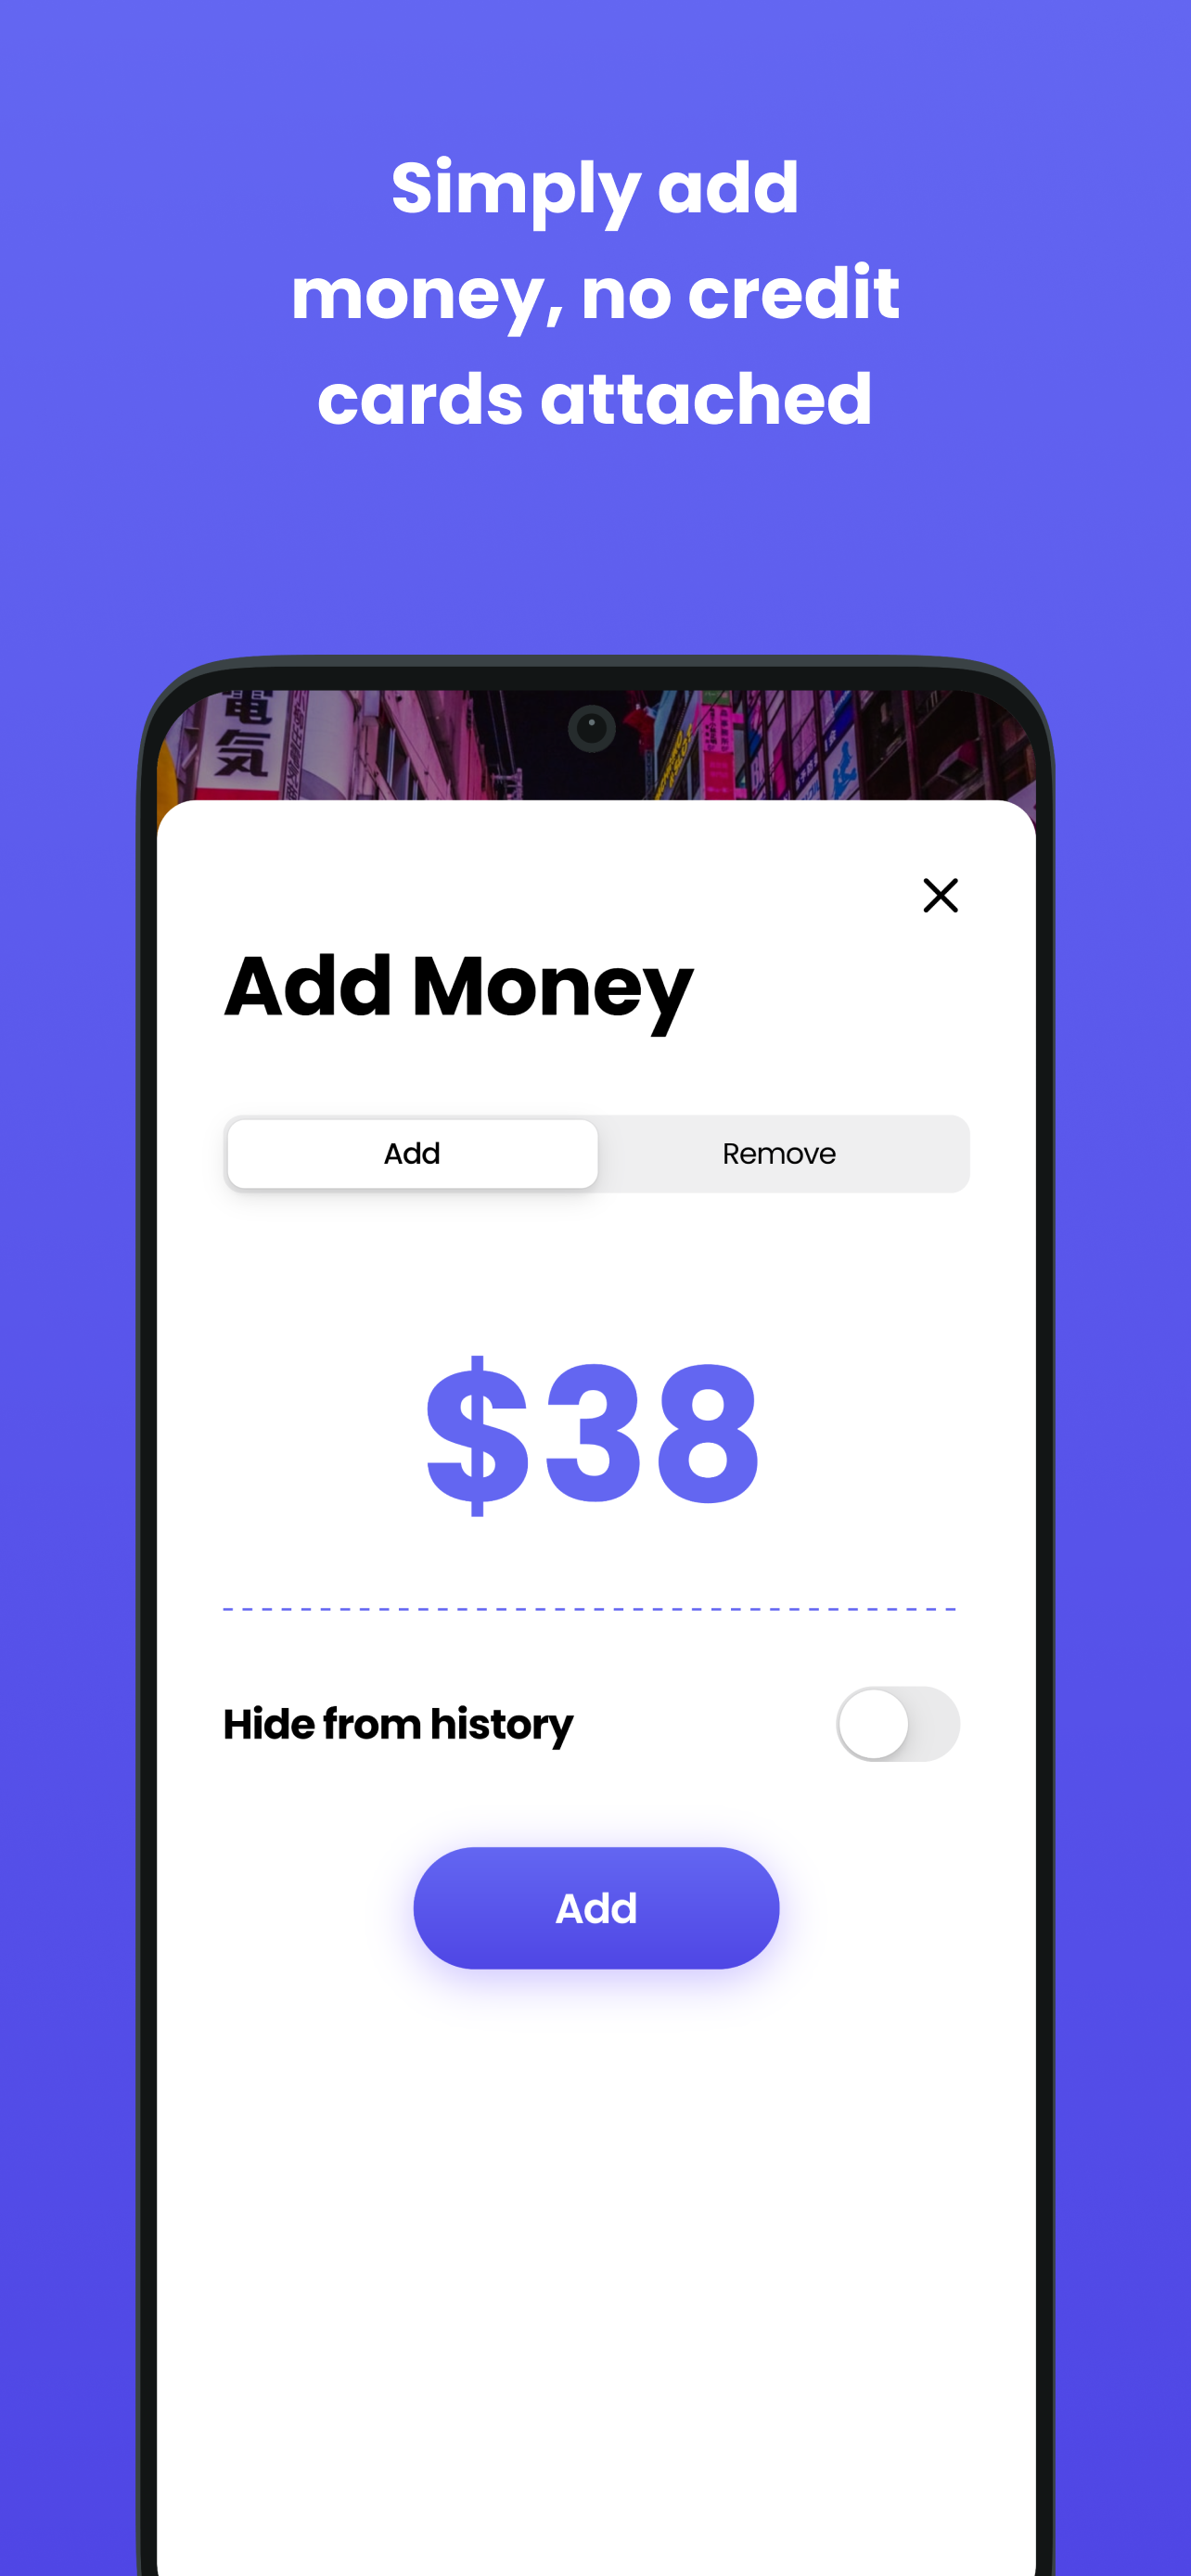 Simply add
money, no credit
cards attached
電気
Add Money
Add
Remove
$38
Hide from history
Add